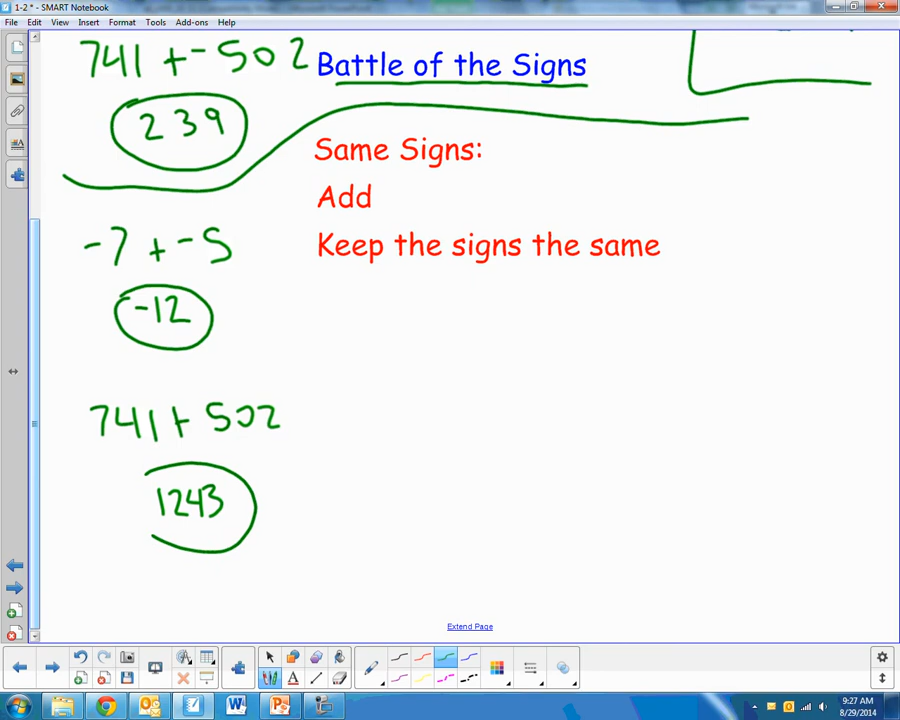 1-2 * - SMART Notebook
File Edit View Insert Format Tools Add-ons Help
741 + -502
Battle of the Signs
239
Same Signs:
Add
-7 + -5
Keep the signs the same
-12
741 + 502
1243
Extend Page
9:27 AM
8/29/2014